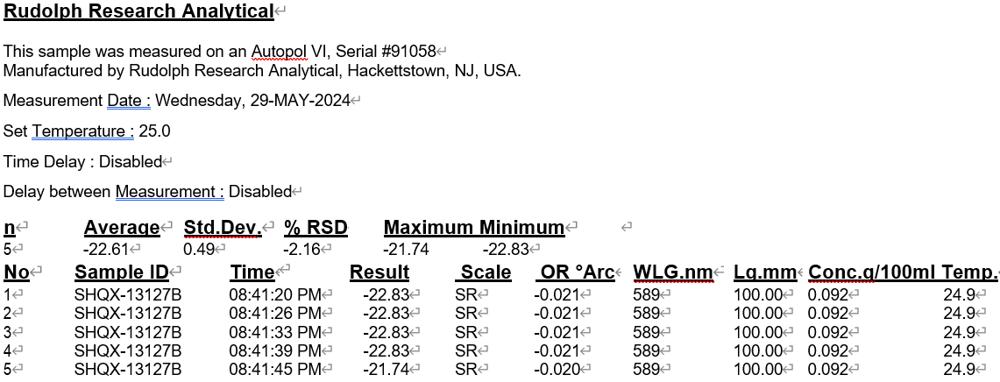 Rudolph Research Analytical
This sample was measured on an Autopol VI, Serial #91058
Manufactured by Rudolph Research Analytical, Hackettstown, NJ, USA.
Measurement Date : Wednesday, 29-MAY-2024
Set Temperature : 25.0
Time Delay : Disabled
Delay between Measurement : Disabled
n Average Std.Dev. % RSD Maximum Minimum
5 -22.61 0.49 -2.16 -21.74 -22.83
No Sample ID Time Result Scale OR °Arc WLG.nm Lg.mm Conc.g/100ml Temp.
1 SHQX-13127B 08:41:20 PM -22.83 SR -0.021 589 100.00 0.092 24.9
2 SHQX-13127B 08:41:26 PM -22.83 SR -0.021 589 100.00 0.092 24.9
3 SHQX-13127B 08:41:33 PM -22.83 SR -0.021 589 100.00 0.092 24.9
4 SHQX-13127B 08:41:39 PM -22.83 SR -0.021 589 100.00 0.092 24.9
5 SHQX-13127B 08:41:45 PM -21.74 SR -0.020 589 100.00 0.092 24.9